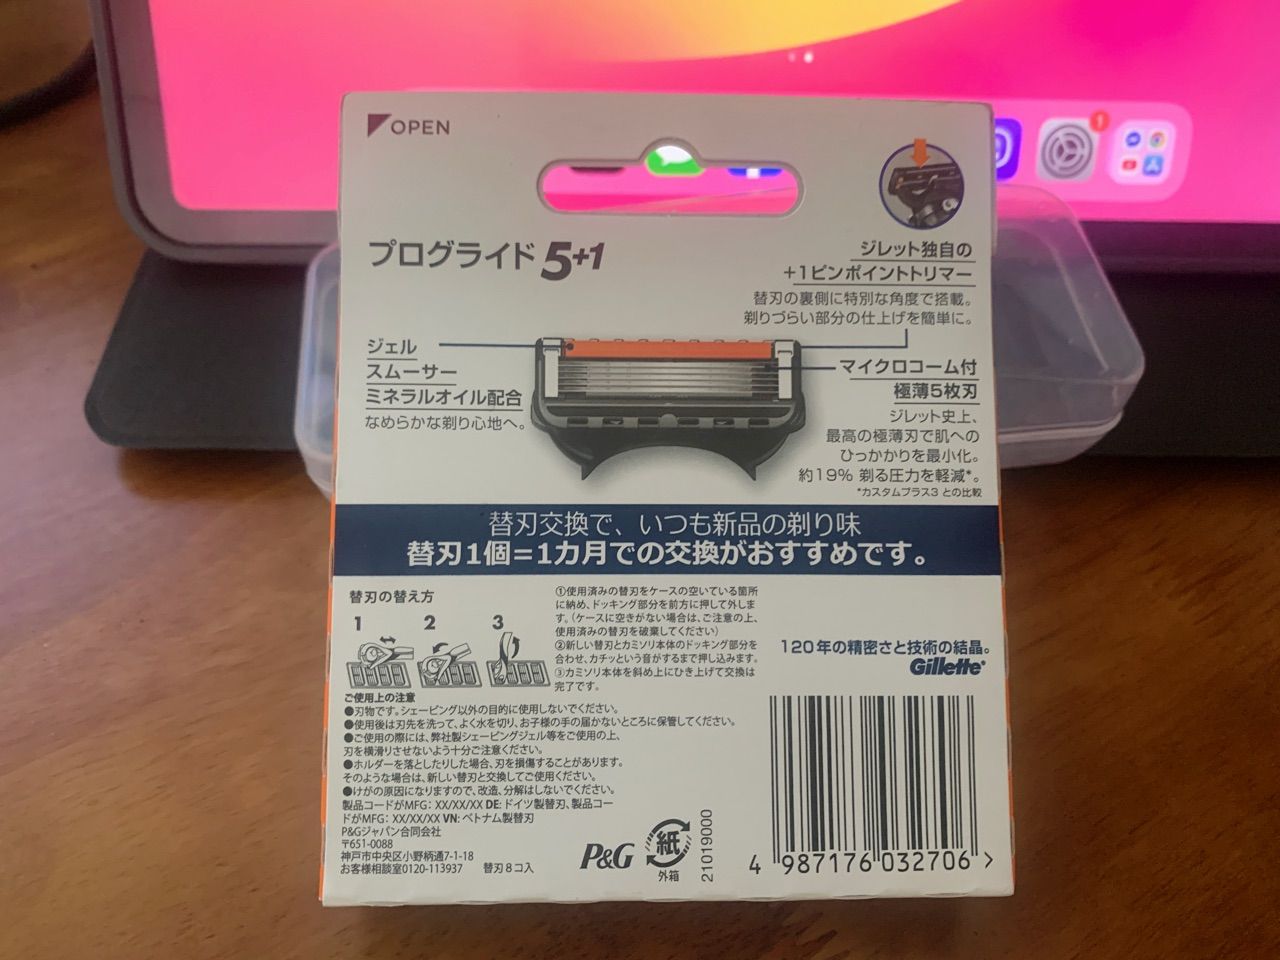 OPEN
プログライド 5+1
ジレット独自の
+1ピンポイントトリマー
替刃の裏側に特別な角度で搭載。
剃りづらい部分の仕上げを簡単に。
ジェル
スムーサー
ミネラルオイル配合
なめらかな剃り心地へ。
マイクロコーム付
極薄5枚刃
ジレット史上、
最高の極薄刃で肌への
ひっかかりを最小化。
約19% 剃る圧力を軽減*。
*カスタムプラス3 との比較
替刃交換で、いつも新品の剃り味
替刃1個=1カ月での交換がおすすめです。
替刃の替え方
1 2 3
①使用済みの替刃をケースの空いている箇所
に納め、ドッキング部分を前方に押して外しま
す。(ケースに空きがない場合は、ご注意の上、
使用済みの替刃を破棄してください)
②新しい替刃とカミソリ本体のドッキング部分を
合わせ、カチッという音がするまで押し込みます。
③カミソリ本体を斜め上にひき上げて交換は
完了です。
120年の精密さと技術の結晶。
Gillette
ご使用上の注意
●刃物です。シェービング以外の目的に使用しないでください。
●使用後は刃先を洗って、よく水を切り、お子様の手の届かないところに保管してください。
●ご使用の際には、弊社製シェービングジェル等をご使用の上、
刃を横滑りさせないよう十分ご注意ください。
●ホルダーを落としたりした場合、刃を損傷することがあります。
そのような場合は、新しい替刃と交換してご使用ください。
●けがの原因になりますので、改造、分解はしないでください。
製品コードがMFG: XX/XX/XX DE: ドイツ製替刃、製品コー
ドがMFG: XX/XX/XX VN: ベトナム製替刃
P&Gジャパン合同会社
〒651-0088
神戸市中央区小野柄通7-1-18
お客様相談室0120-113937 替刃8コ入
P&G
紙
外箱
21019000
4 987176 032706 >
1